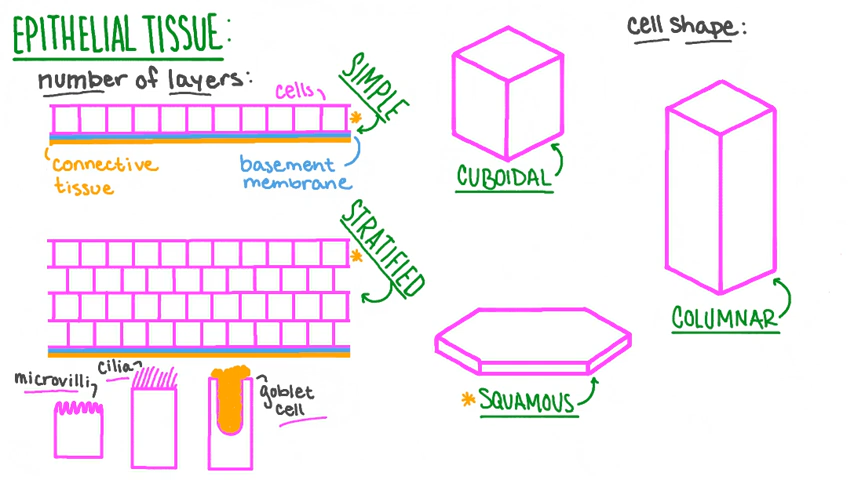 EPITHELIAL TISSUE:
number of layers:
cells
SIMPLE
*
connective
tissue
basement
membrane
STRATIFIED
*
microvilli
cilia
goblet
cell
cell shape:
CUBOIDAL
COLUMNAR
* SQUAMOUS